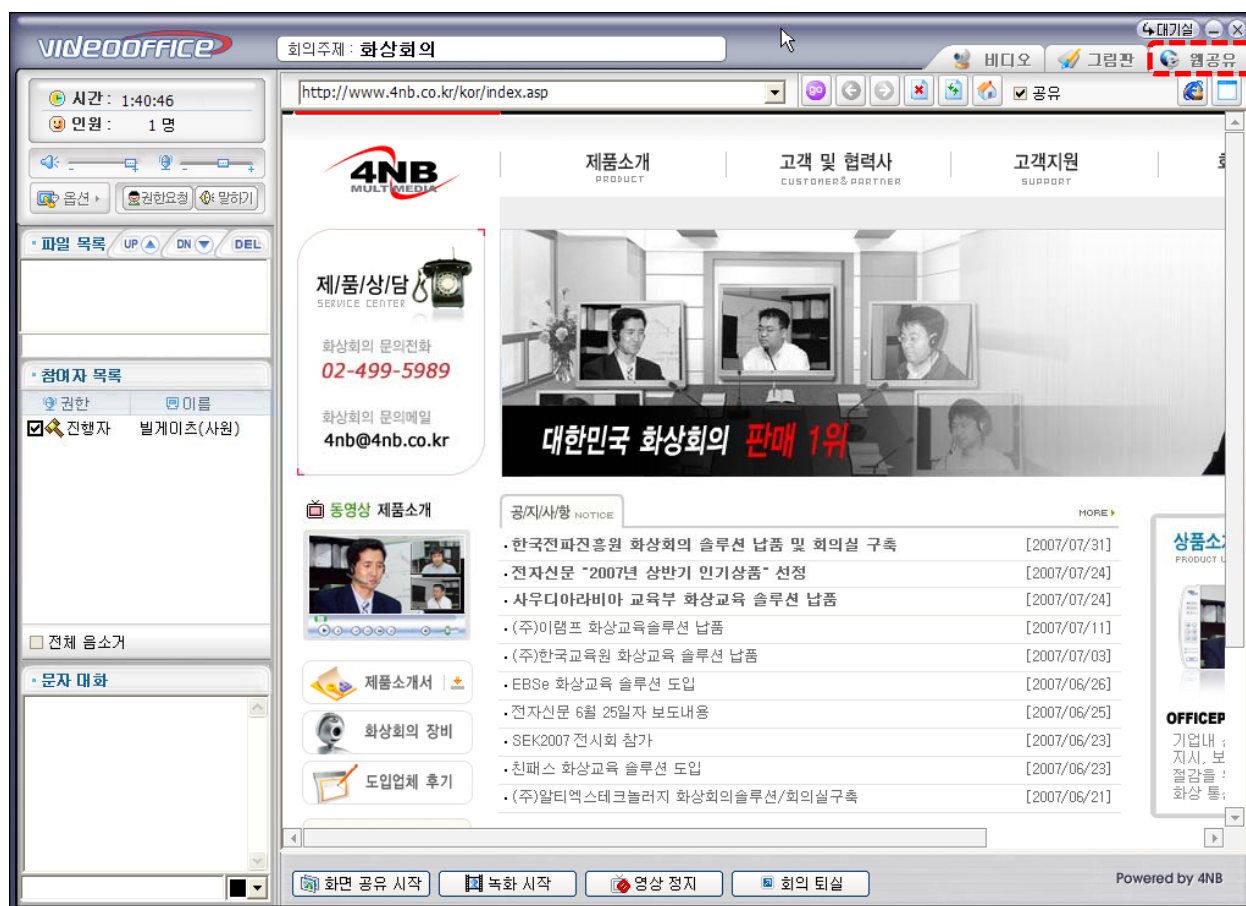 VIDEOOFFICE
회의주제 : 화상회의
대기실
비디오
그림판
웹공유
시간 : 1:40:46
인원 : 1 명
옵션
권한요청
말하기
파일 목록 UP DN DEL
참여자 목록
권한 이름
진행자 빌게이츠(사원)
전체 음소거
문자 대화
http://www.4nb.co.kr/kor/index.asp
go
공유
4NB
MULTIMEDIA
제품소개
PRODUCT
고객 및 협력사
CUSTOMER & PARTNER
고객지원
SUPPORT
제/품/상/담
SERVICE CENTER
화상회의 문의전화
02-499-5989
화상회의 문의메일
4nb@4nb.co.kr
대한민국 화상회의 판매 1위
동영상 제품소개
제품소개서
화상회의 장비
도입업체 후기
공/지/사/항 NOTICE
MORE
한국전파진흥원 화상회의 솔루션 납품 및 회의실 구축 [2007/07/31]
전자신문 "2007년 상반기 인기상품" 선정 [2007/07/24]
사우디아라비아 교육부 화상교육 솔루션 납품 [2007/07/24]
(주)이램프 화상교육솔루션 납품 [2007/07/11]
(주)한국교육원 화상교육 솔루션 납품 [2007/07/03]
EBSe 화상교육 솔루션 도입 [2007/06/26]
전자신문 6월 25일자 보도내용 [2007/06/25]
SEK2007 전시회 참가 [2007/06/23]
친패스 화상교육 솔루션 도입 [2007/06/23]
(주)알티엑스테크놀러지 화상회의솔루션/회의실구축 [2007/06/21]
상품소
PRODUCT
OFFICEP
기업내
지시, 보
절감을
화상 통
화면 공유 시작
녹화 시작
영상 정지
회의 퇴실
Powered by 4NB